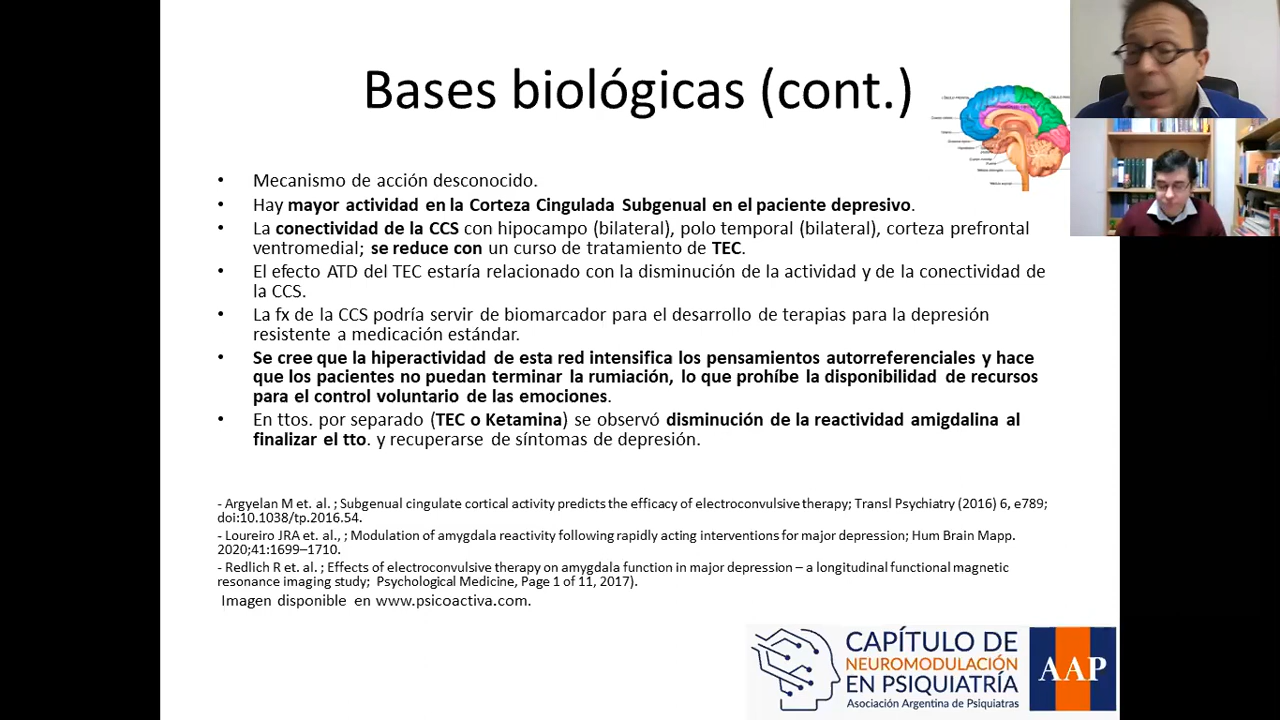 Bases biológicas (cont.)
• Mecanismo de acción desconocido.
• Hay mayor actividad en la Corteza Cingulada Subgenual en el paciente depresivo.
• La conectividad de la CCS con hipocampo (bilateral), polo temporal (bilateral), corteza prefrontal
ventromedial; se reduce con un curso de tratamiento de TEC.
• El efecto ATD del TEC estaría relacionado con la disminución de la actividad y de la conectividad de
la CCS.
• La fx de la CCS podría servir de biomarcador para el desarrollo de terapias para la depresión
resistente a medicación estándar.
• Se cree que la hiperactividad de esta red intensifica los pensamientos autorreferenciales y hace
que los pacientes no puedan terminar la rumiación, lo que prohíbe la disponibilidad de recursos
para el control voluntario de las emociones.
• En ttos. por separado (TEC o Ketamina) se observó disminución de la reactividad amigdalina al
finalizar el tto. y recuperarse de síntomas de depresión.
- Argyelan M et. al. ; Subgenual cingulate cortical activity predicts the efficacy of electroconvulsive therapy; Transl Psychiatry (2016) 6, e789;
doi:10.1038/tp.2016.54.
- Loureiro JRA et. al., ; Modulation of amygdala reactivity following rapidly acting interventions for major depression; Hum Brain Mapp.
2020;41:1699–1710.
- Redlich R et. al. ; Effects of electroconvulsive therapy on amygdala function in major depression – a longitudinal functional magnetic
resonance imaging study; Psychological Medicine, Page 1 of 11, 2017).
Imagen disponible en www.psicoactiva.com.
CAPÍTULO DE
NEUROMODULACIÓN
EN PSIQUIATRÍA
Asociación Argentina de Psiquiatras
AAP